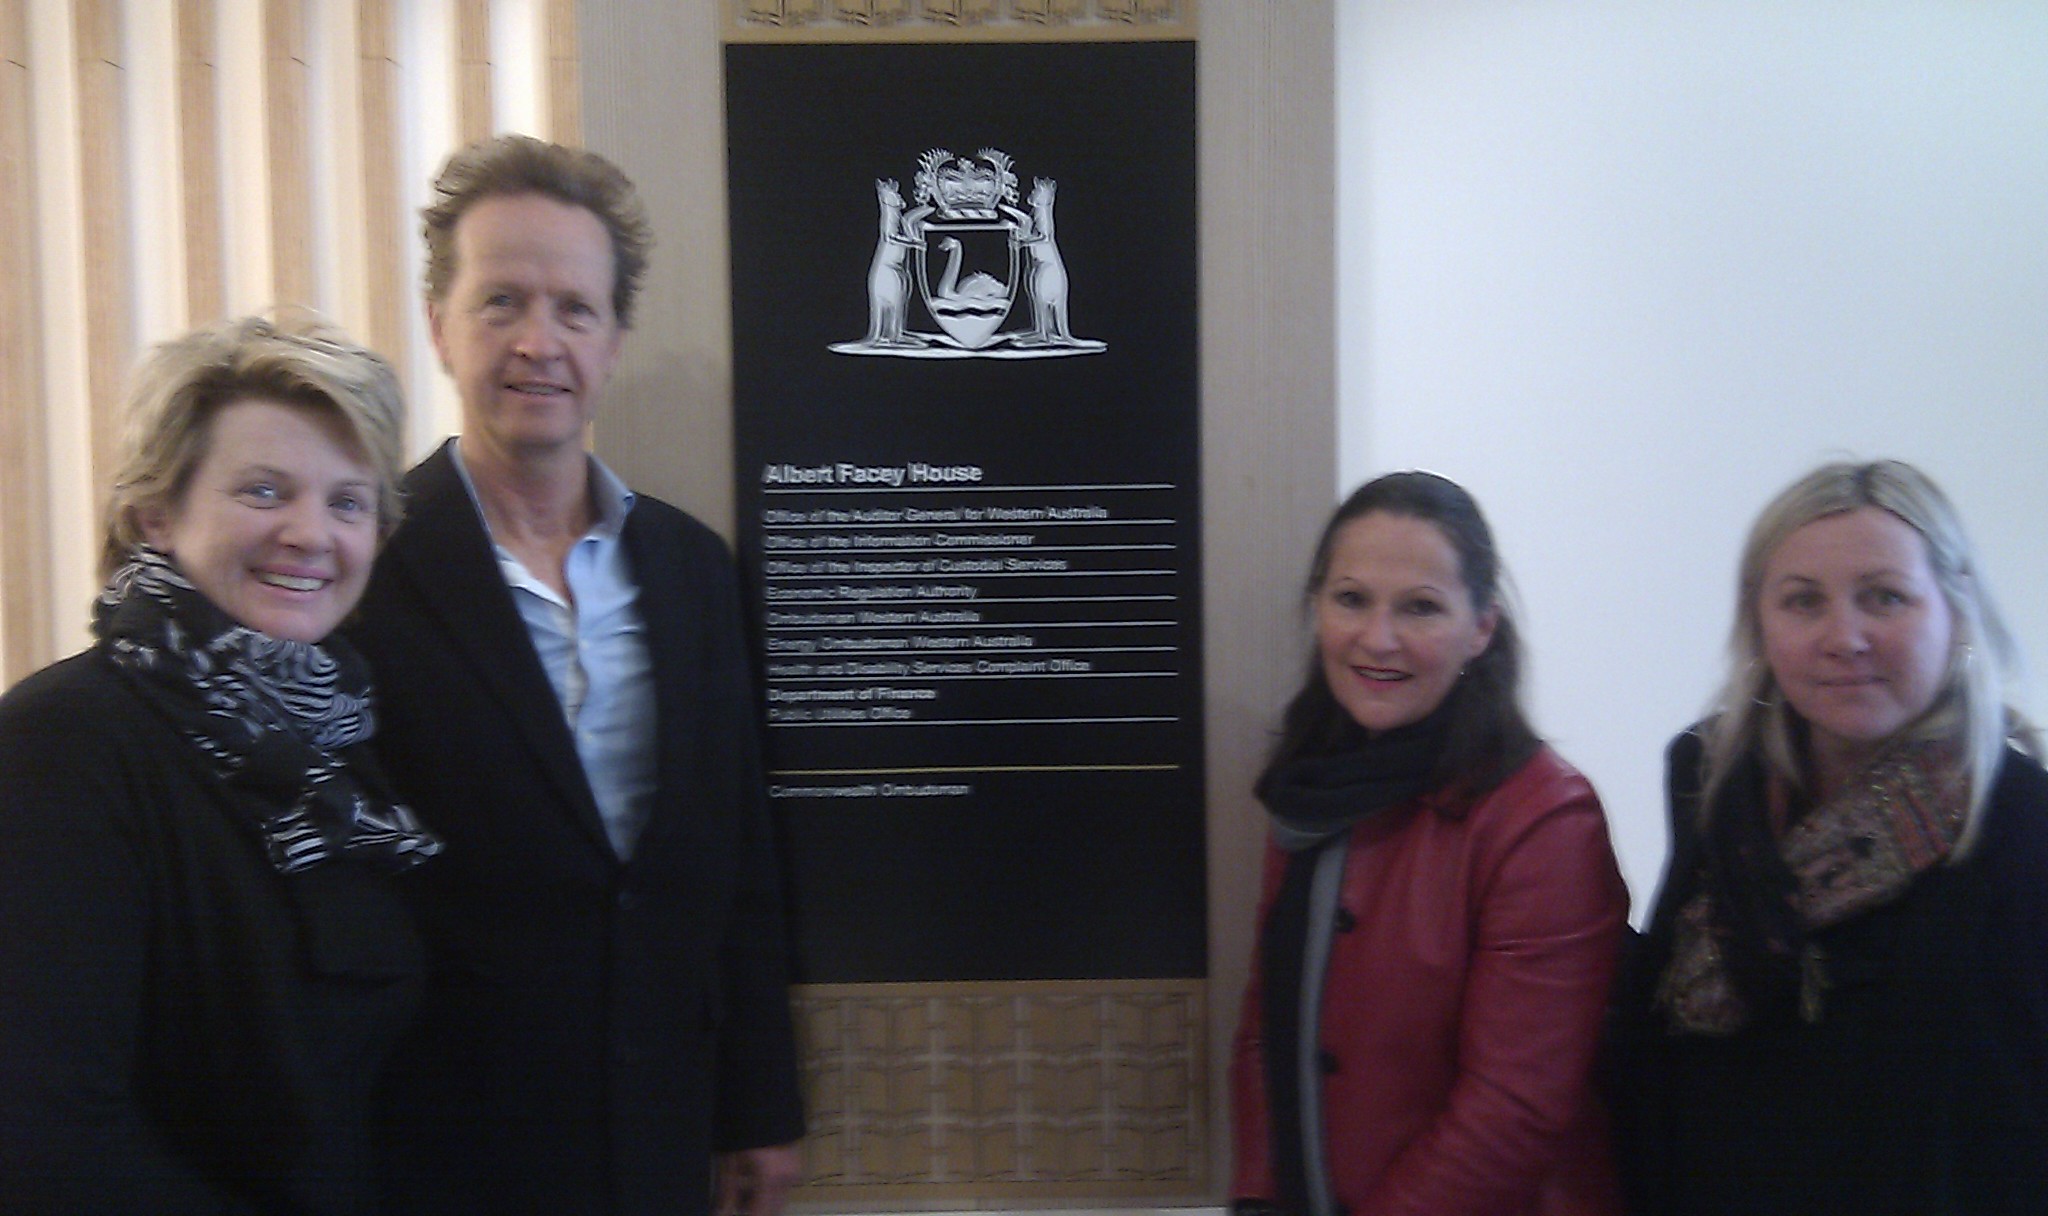 Albert Facey House
Office of the Auditor General for Western Australia
Office of the Information Commissioner
Office of the Inspector of Custodial Services
Economic Regulation Authority
Ombudsman Western Australia
Energy Ombudsman Western Australia
Health and Disability Services Complaint Office
Department of Finance
Public Utilities Office
Commonwealth Ombudsman